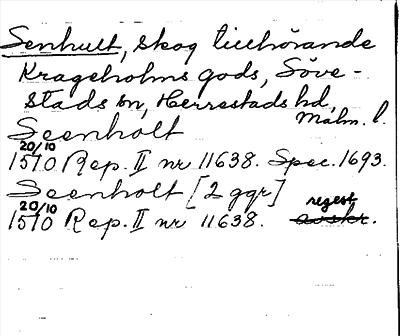 Senhult, skog tillhörande
Krageholms gods, Söve-
stads sn, Herrestads hd,
Malm. l.
Seenholt
20/10
1510 Rep. II nr 11638. Spec. 1693.
Seenholt [2 ggr]
20/10 regest
1510 Rep. II nr 11638. avskr.